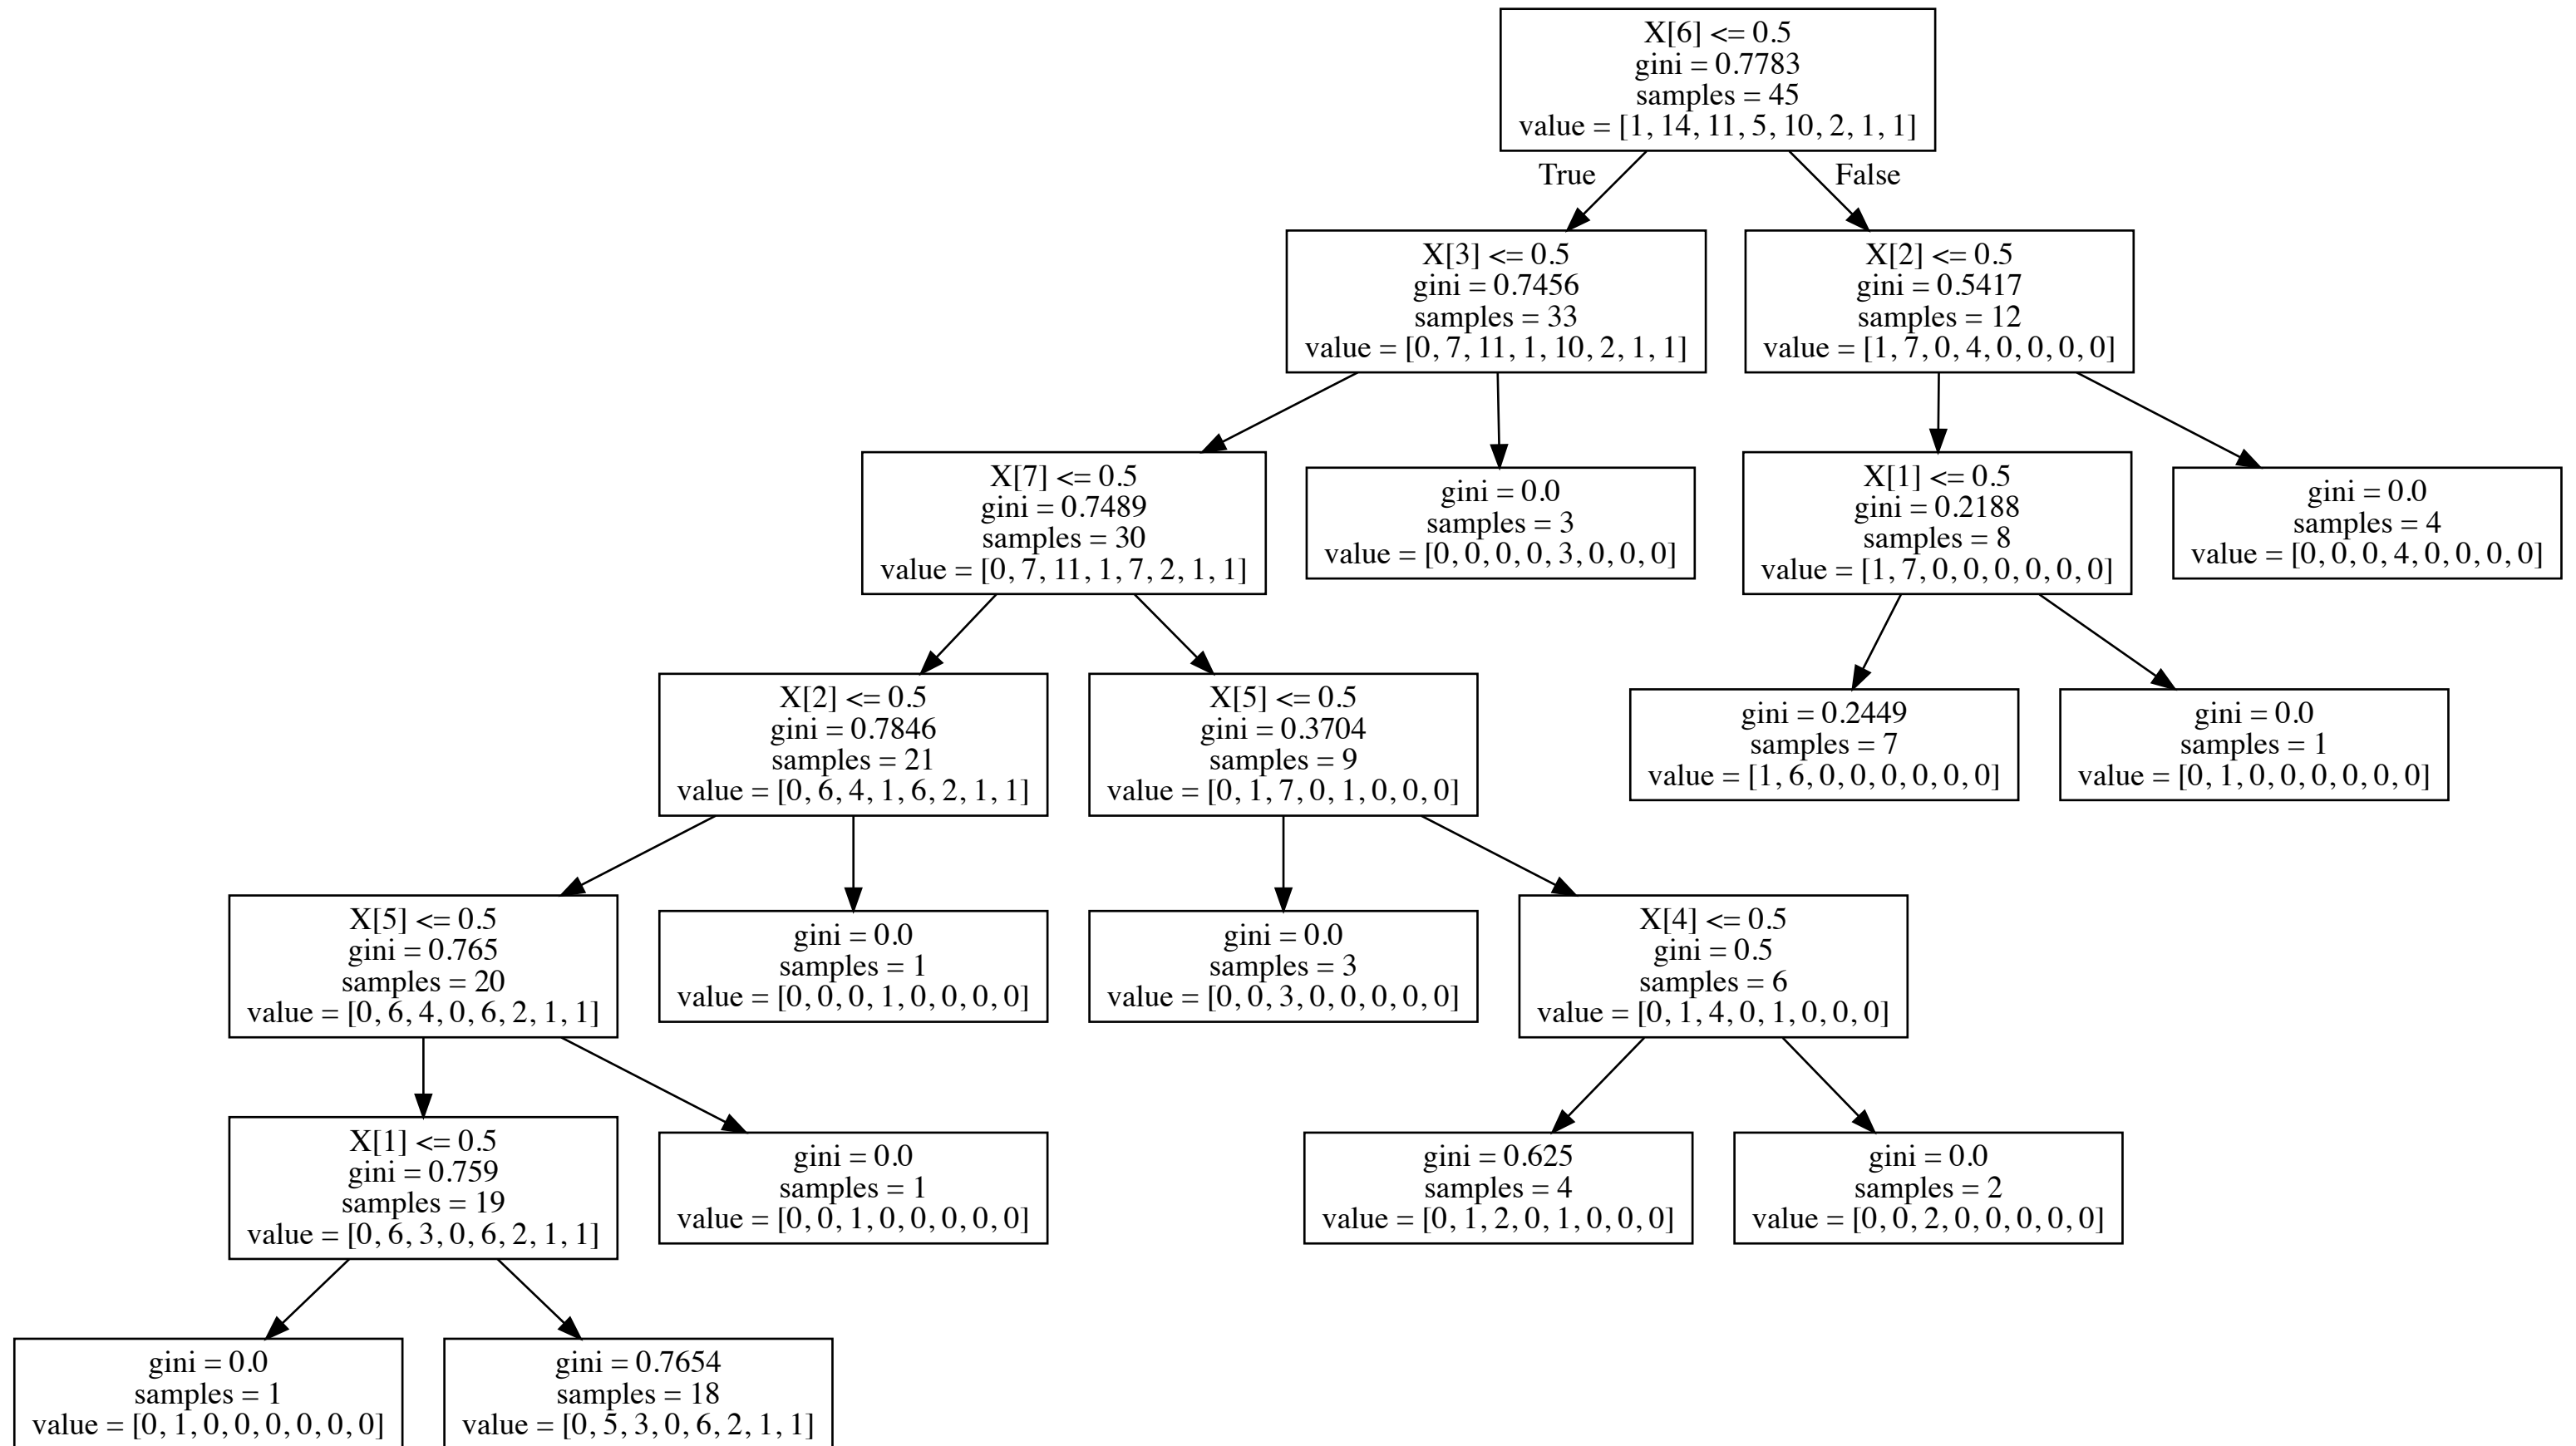 X[6] <= 0.5
gini = 0.7783
samples = 45
value = [1, 14, 11, 5, 10, 2, 1, 1]
True
False
X[3] <= 0.5
gini = 0.7456
samples = 33
value = [0, 7, 11, 1, 10, 2, 1, 1]
X[2] <= 0.5
gini = 0.5417
samples = 12
value = [1, 7, 0, 4, 0, 0, 0, 0]
X[7] <= 0.5
gini = 0.7489
samples = 30
value = [0, 7, 11, 1, 7, 2, 1, 1]
gini = 0.0
samples = 3
value = [0, 0, 0, 0, 3, 0, 0, 0]
X[1] <= 0.5
gini = 0.2188
samples = 8
value = [1, 7, 0, 0, 0, 0, 0, 0]
gini = 0.0
samples = 4
value = [0, 0, 0, 4, 0, 0, 0, 0]
X[2] <= 0.5
gini = 0.7846
samples = 21
value = [0, 6, 4, 1, 6, 2, 1, 1]
X[5] <= 0.5
gini = 0.3704
samples = 9
value = [0, 1, 7, 0, 1, 0, 0, 0]
gini = 0.2449
samples = 7
value = [1, 6, 0, 0, 0, 0, 0, 0]
gini = 0.0
samples = 1
value = [0, 1, 0, 0, 0, 0, 0, 0]
X[5] <= 0.5
gini = 0.765
samples = 20
value = [0, 6, 4, 0, 6, 2, 1, 1]
gini = 0.0
samples = 1
value = [0, 0, 0, 1, 0, 0, 0, 0]
gini = 0.0
samples = 3
value = [0, 0, 3, 0, 0, 0, 0, 0]
X[4] <= 0.5
gini = 0.5
samples = 6
value = [0, 1, 4, 0, 1, 0, 0, 0]
X[1] <= 0.5
gini = 0.759
samples = 19
value = [0, 6, 3, 0, 6, 2, 1, 1]
gini = 0.0
samples = 1
value = [0, 0, 1, 0, 0, 0, 0, 0]
gini = 0.625
samples = 4
value = [0, 1, 2, 0, 1, 0, 0, 0]
gini = 0.0
samples = 2
value = [0, 0, 2, 0, 0, 0, 0, 0]
gini = 0.0
samples = 1
value = [0, 1, 0, 0, 0, 0, 0, 0]
gini = 0.7654
samples = 18
value = [0, 5, 3, 0, 6, 2, 1, 1]